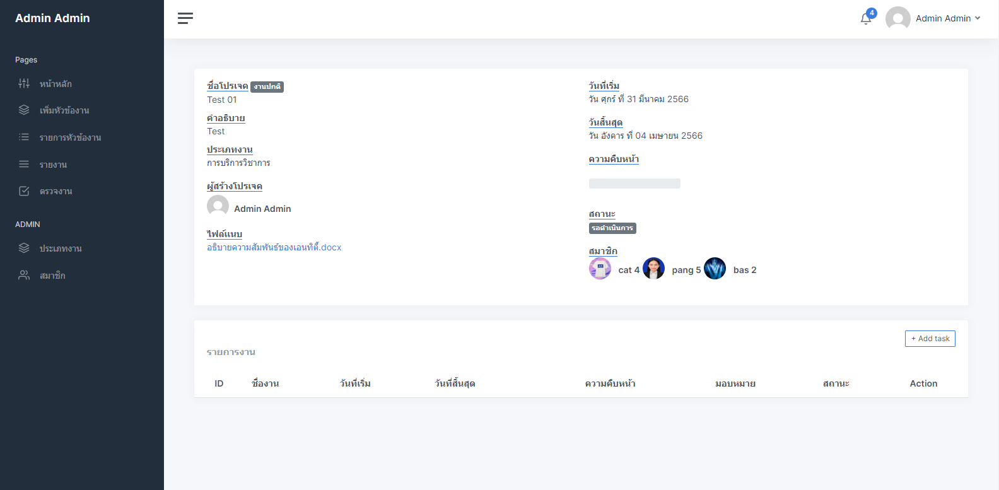 Admin Admin
Pages
หน้าหลัก
เพิ่มหัวข้องาน
รายการหัวข้องาน
รายงาน
ตรวจงาน
ADMIN
ประเภทงาน
สมาชิก
4
Admin Admin
ชื่อโปรเจค งานปกติ
Test 01
คำอธิบาย
Test
ประเภทงาน
การบริการวิชาการ
ผู้สร้างโปรเจค
Admin Admin
ไฟล์แนบ
อธิบายความสัมพันธ์ของเอนทิตี้.docx
วันที่เริ่ม
วัน ศุกร์ ที่ 31 มีนาคม 2566
วันสิ้นสุด
วัน อังคาร ที่ 04 เมษายน 2566
ความคืบหน้า
สถานะ
รอดำเนินการ
สมาชิก
cat 4 pang 5 bas 2
+ Add task
รายการงาน
ID ชื่องาน วันที่เริ่ม วันที่สิ้นสุด ความคืบหน้า มอบหมาย สถานะ Action